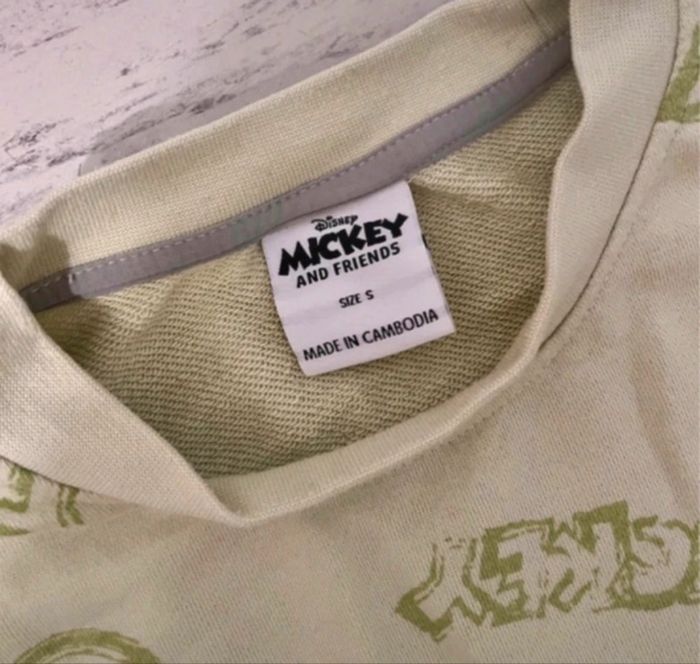 Disney
MICKEY
AND FRIENDS
SIZE S
MADE IN CAMBODIA